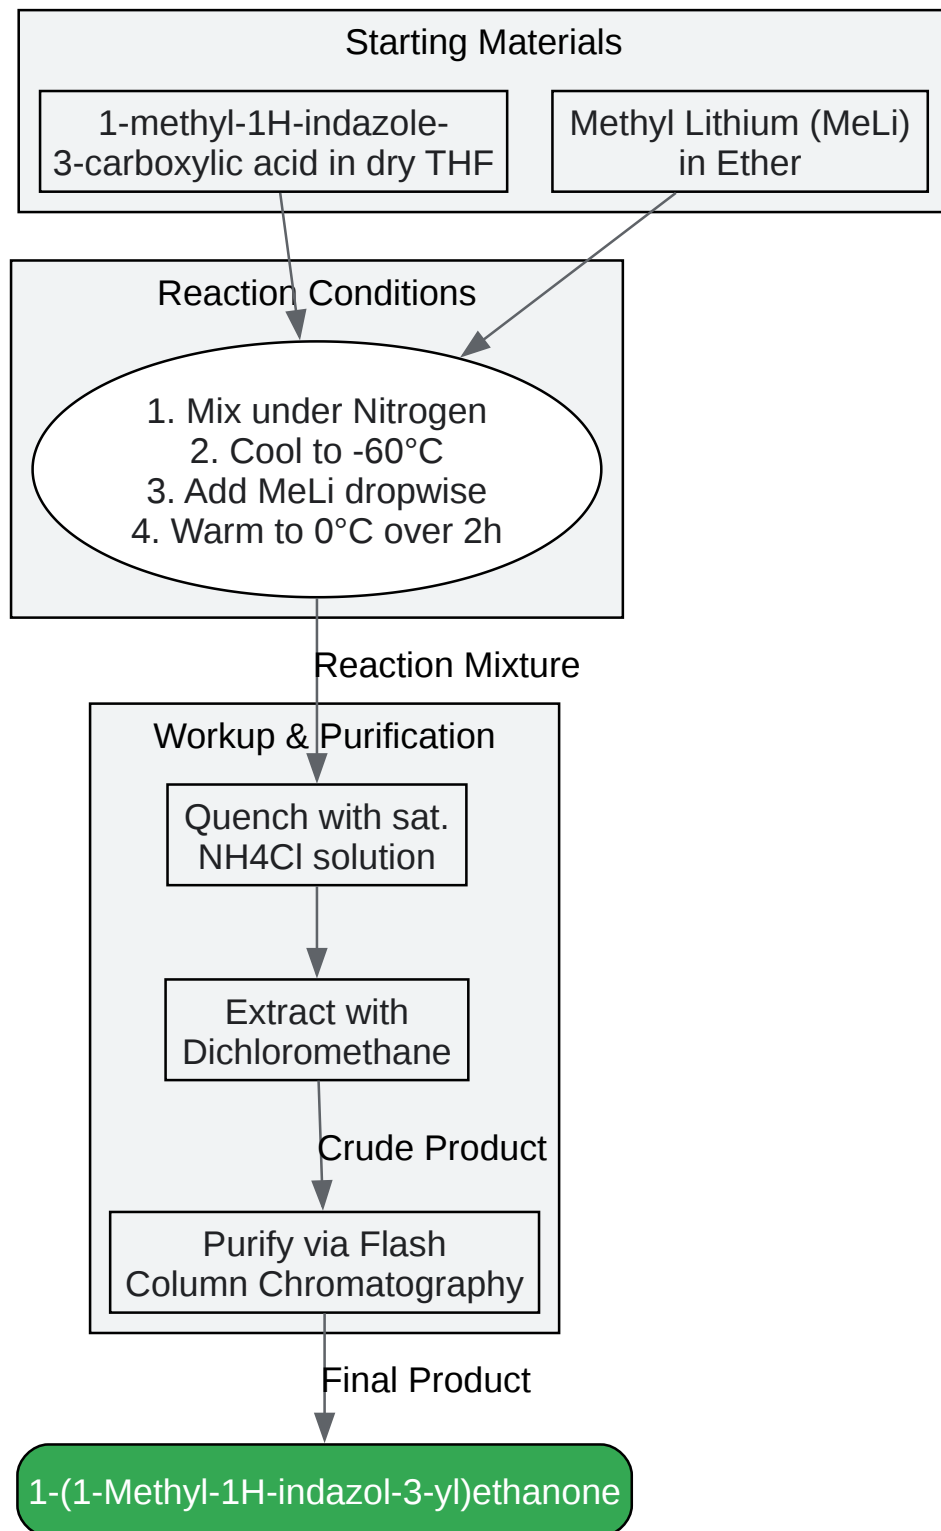 Starting Materials
1-methyl-1H-indazole-
3-carboxylic acid in dry THF
Methyl Lithium (MeLi)
in Ether
Reaction Conditions
1. Mix under Nitrogen
2. Cool to -60°C
3. Add MeLi dropwise
4. Warm to 0°C over 2h
Reaction Mixture
Workup & Purification
Quench with sat.
NH4Cl solution
Extract with
Dichloromethane
Crude Product
Purify via Flash
Column Chromatography
Final Product
1-(1-Methyl-1H-indazol-3-yl)ethanone